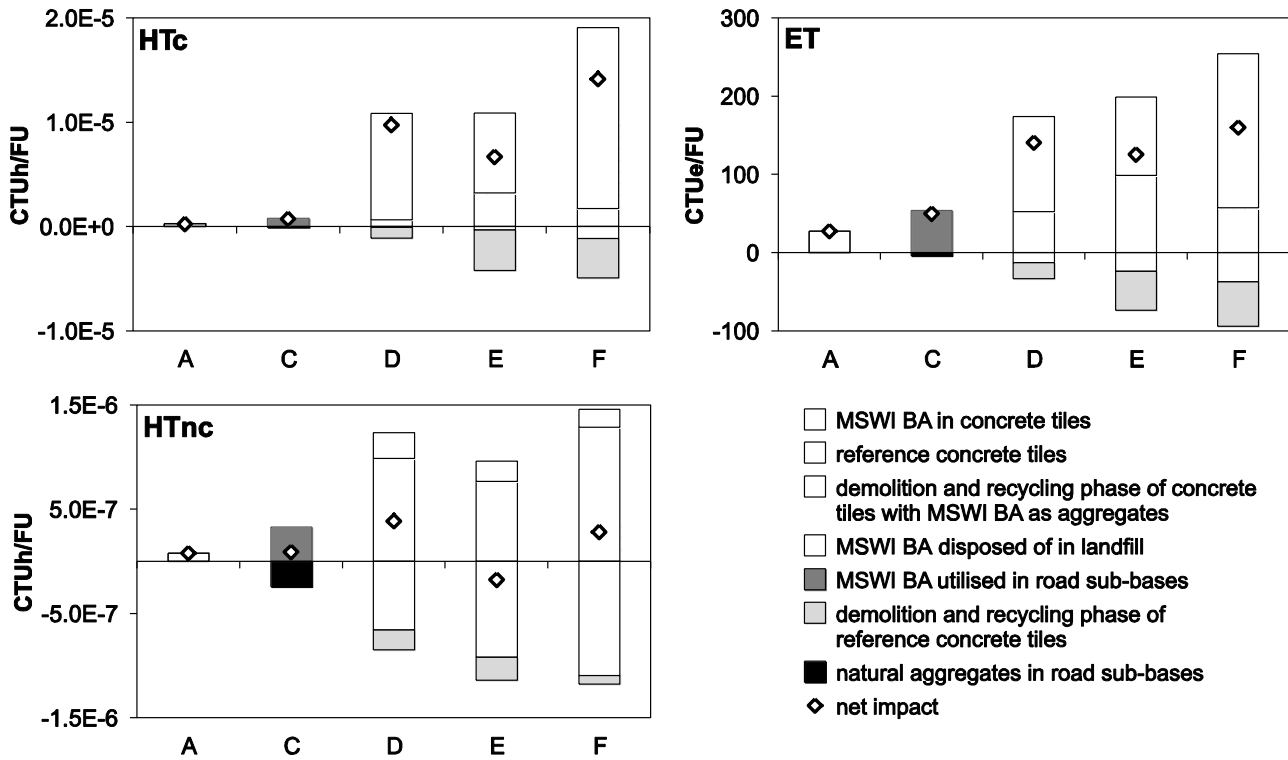 HTc
2.0E-5
1.0E-5
0.0E+0
-1.0E-5
CTUh/FU
A C D E F
ET
300
200
100
0
-100
CTUe/FU
A C D E F
HTnc
1.5E-6
5.0E-7
-5.0E-7
-1.5E-6
CTUh/FU
A C D E F
MSWI BA in concrete tiles
reference concrete tiles
demolition and recycling phase of concrete
tiles with MSWI BA as aggregates
MSWI BA disposed of in landfill
MSWI BA utilised in road sub-bases
demolition and recycling phase of
reference concrete tiles
natural aggregates in road sub-bases
net impact